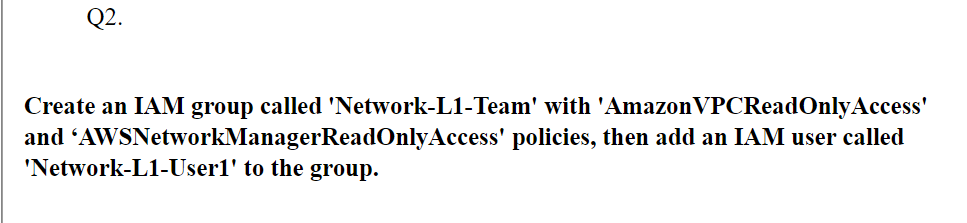 Q2.
Create an IAM group called 'Network-L1-Team' with 'AmazonVPCReadOnlyAccess'
and ‘AWSNetworkManagerReadOnlyAccess' policies, then add an IAM user called
'Network-L1-User1' to the group.